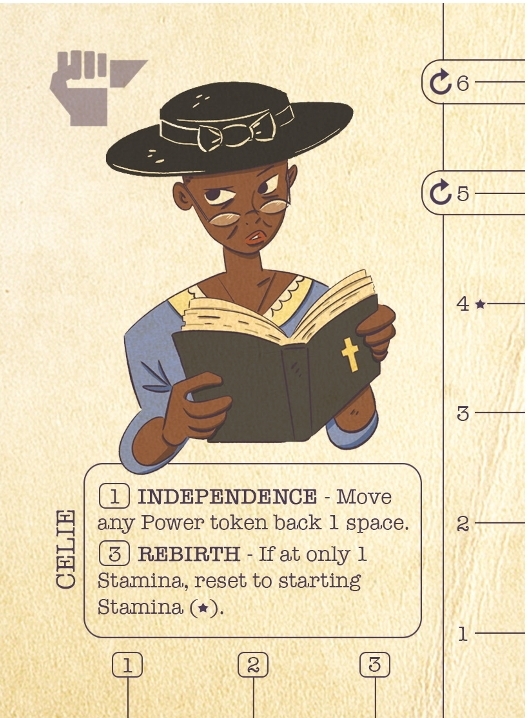 6
5
4
3
2
1
CELIE
1 INDEPENDENCE - Move
any Power token back 1 space.
3 REBIRTH - If at only 1
Stamina, reset to starting
Stamina (★).
1 2 3